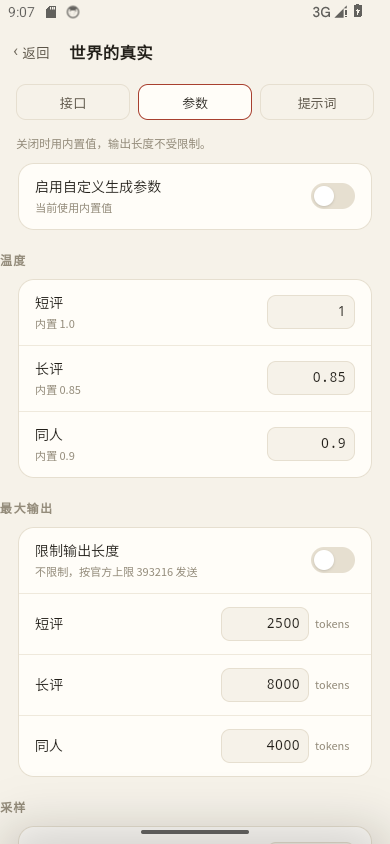 9:07
3G
‹ 返回
世界的真实
接口
参数
提示词
关闭时用内置值，输出长度不受限制。
启用自定义生成参数
当前使用内置值
温度
短评
内置 1.0
1
长评
内置 0.85
0.85
同人
内置 0.9
0.9
最大输出
限制输出长度
不限制，按官方上限 393216 发送
短评
2500 tokens
长评
8000 tokens
同人
4000 tokens
采样